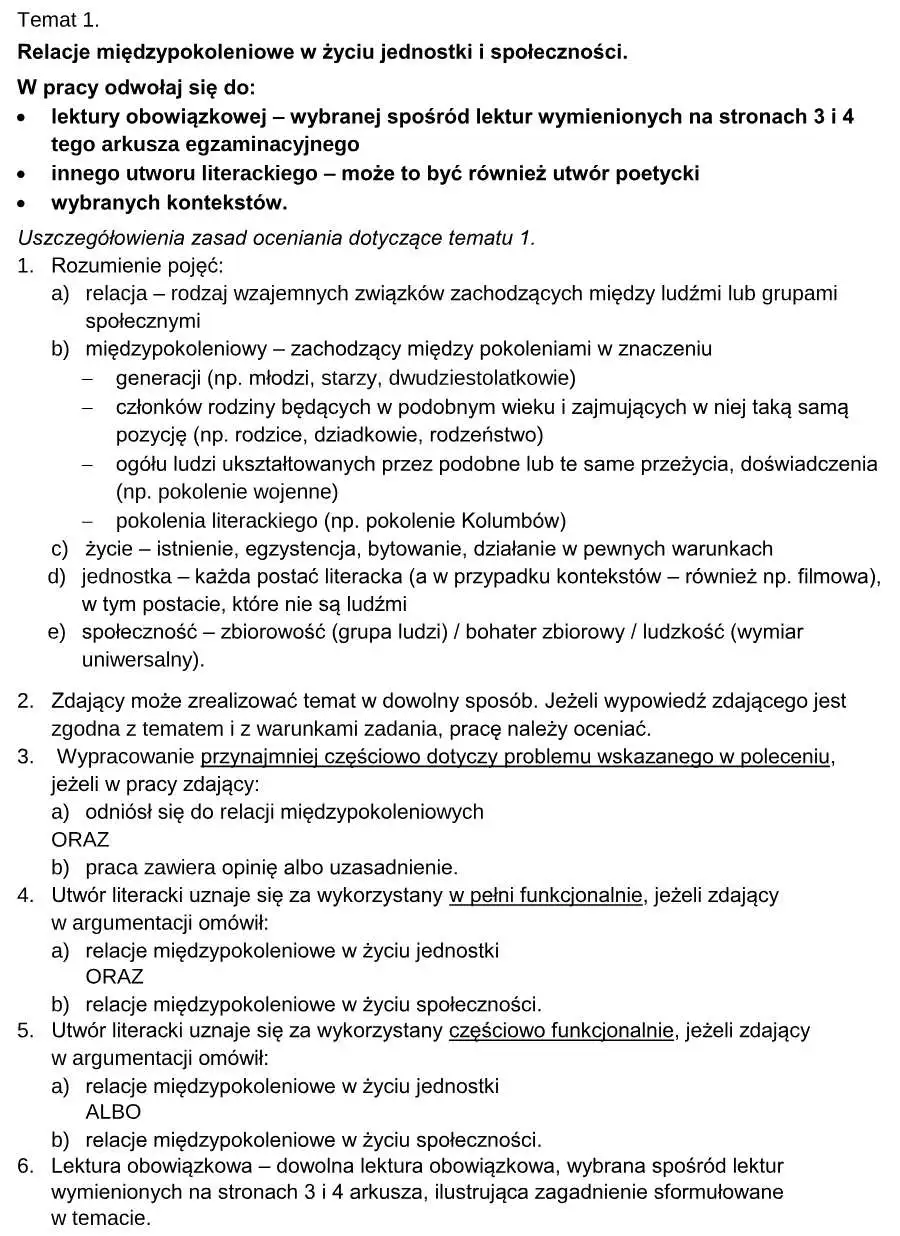 Temat 1.
Relacje międzypokoleniowe w życiu jednostki i społeczności.
W pracy odwołaj się do:
• lektury obowiązkowej – wybranej spośród lektur wymienionych na stronach 3 i 4
tego arkusza egzaminacyjnego
• innego utworu literackiego – może to być również utwór poetycki
• wybranych kontekstów.
Uszczegółowienia zasad oceniania dotyczące tematu 1.
1. Rozumienie pojęć:
a) relacja – rodzaj wzajemnych związków zachodzących między ludźmi lub grupami
społecznymi
b) międzypokoleniowy – zachodzący między pokoleniami w znaczeniu
– generacji (np. młodzi, starzy, dwudziestolatkowie)
– członków rodziny będących w podobnym wieku i zajmujących w niej taką samą
pozycję (np. rodzice, dziadkowie, rodzeństwo)
– ogółu ludzi ukształtowanych przez podobne lub te same przeżycia, doświadczenia
(np. pokolenie wojenne)
– pokolenia literackiego (np. pokolenie Kolumbów)
c) życie – istnienie, egzystencja, bytowanie, działanie w pewnych warunkach
d) jednostka – każda postać literacka (a w przypadku kontekstów – również np. filmowa),
w tym postacie, które nie są ludźmi
e) społeczność – zbiorowość (grupa ludzi) / bohater zbiorowy / ludzkość (wymiar
uniwersalny).
2. Zdający może zrealizować temat w dowolny sposób. Jeżeli wypowiedź zdającego jest
zgodna z tematem i z warunkami zadania, pracę należy oceniać.
3. Wypracowanie przynajmniej częściowo dotyczy problemu wskazanego w poleceniu,
jeżeli w pracy zdający:
a) odniósł się do relacji międzypokoleniowych
ORAZ
b) praca zawiera opinię albo uzasadnienie.
4. Utwór literacki uznaje się za wykorzystany w pełni funkcjonalnie, jeżeli zdający
w argumentacji omówił:
a) relacje międzypokoleniowe w życiu jednostki
ORAZ
b) relacje międzypokoleniowe w życiu społeczności.
5. Utwór literacki uznaje się za wykorzystany częściowo funkcjonalnie, jeżeli zdający
w argumentacji omówił:
a) relacje międzypokoleniowe w życiu jednostki
ALBO
b) relacje międzypokoleniowe w życiu społeczności.
6. Lektura obowiązkowa – dowolna lektura obowiązkowa, wybrana spośród lektur
wymienionych na stronach 3 i 4 arkusza, ilustrująca zagadnienie sformułowane
w temacie.